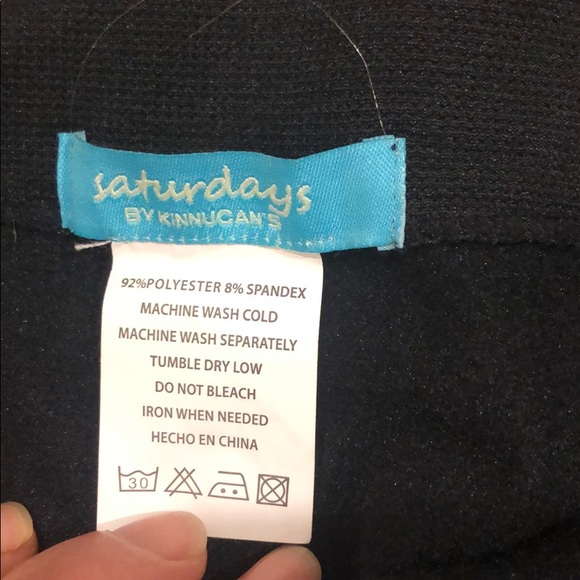 saturdays
BY KINNUCAN'S
92%POLYESTER 8% SPANDEX
MACHINE WASH COLD
MACHINE WASH SEPARATELY
TUMBLE DRY LOW
DO NOT BLEACH
IRON WHEN NEEDED
HECHO EN CHINA
30